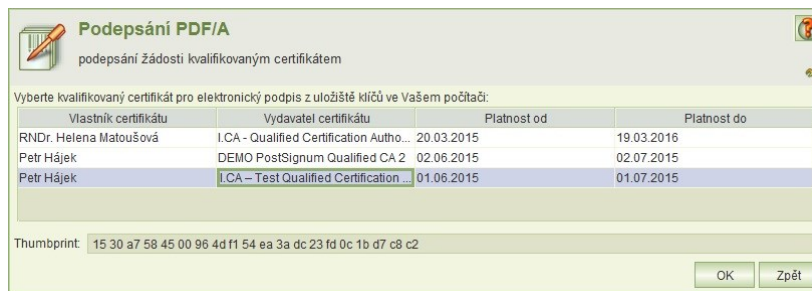 Podepsání PDF/A
podepsání žádosti kvalifikovaným certifikátem
Vyberte kvalifikovaný certifikát pro elektronický podpis z uložiště klíčů ve Vašem počítači:
Vlastník certifikátu Vydavatel certifikátu Platnost od Platnost do
RNDr. Helena Matoušová I.CA - Qualified Certification Autho... 20.03.2015 19.03.2016
Petr Hájek DEMO PostSignum Qualified CA 2 02.06.2015 02.07.2015
Petr Hájek I.CA – Test Qualified Certification ... 01.06.2015 01.07.2015
Thumbprint: 15 30 a7 58 45 00 96 4d f1 54 ea 3a dc 23 fd 0c 1b d7 c8 c2
OK Zpět